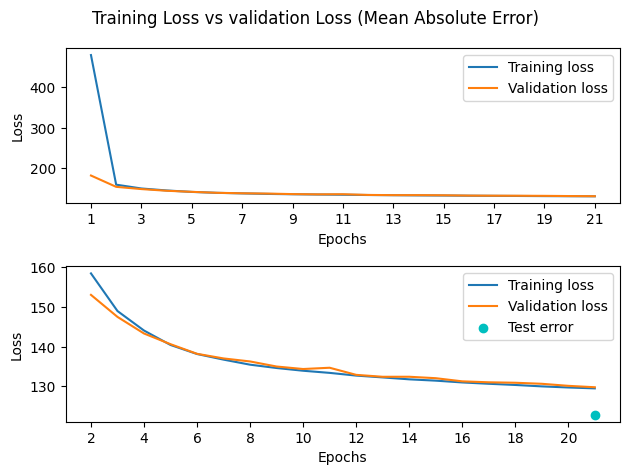 Training Loss vs validation Loss (Mean Absolute Error)
Training loss
Validation loss
400
300
200
Loss
1 3 5 7 9 11 13 15 17 19 21
Epochs
Training loss
Validation loss
Test error
160
150
140
130
Loss
2 4 6 8 10 12 14 16 18 20
Epochs